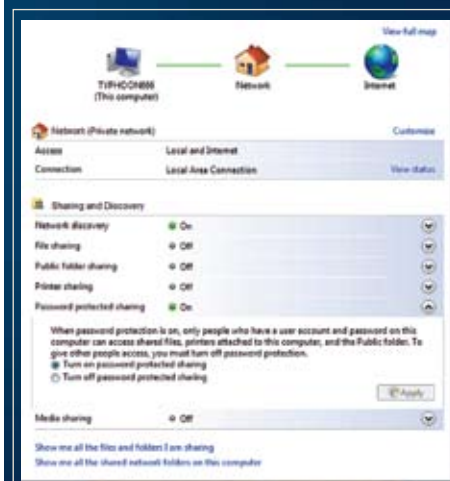 View full map
(This computer)
Network
Internet
Network (Private network)
Customise
Access Local and Internet
Connection Local Area Connection View status
Sharing and Discovery
Network discovery On
File sharing Off
Public folder sharing Off
Printer sharing Off
Password protected sharing On
When password protection is on, only people who have a user account and password on this
computer can access shared files, printers attached to this computer, and the Public folder. To
give other people access, you must turn off password protection.
Turn on password protected sharing
Turn off password protected sharing
Apply
Media sharing Off
Show me all the files and folders I am sharing
Show me all the shared network folders on this computer